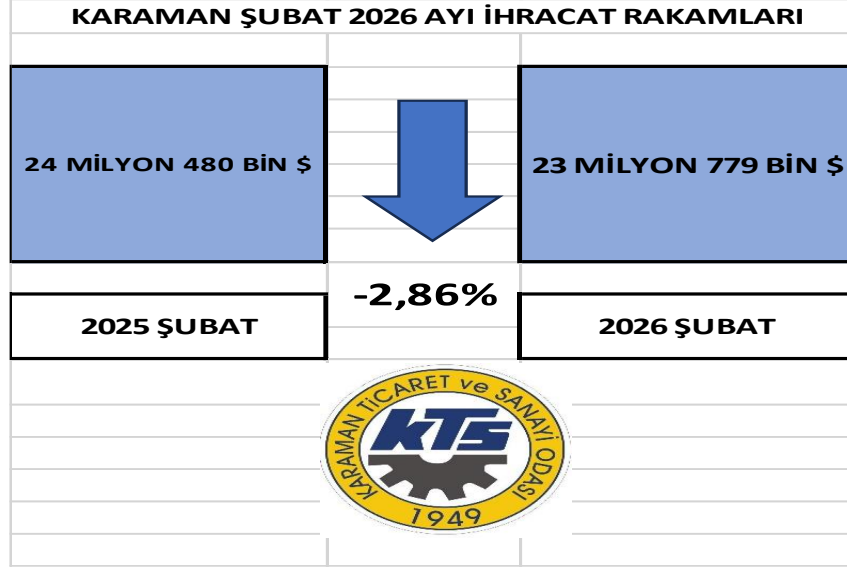 KARAMAN ŞUBAT 2026 AYI İHRACAT RAKAMLARI
24 MİLYON 480 BİN $
23 MİLYON 779 BİN $
-2,86%
2025 ŞUBAT
2026 ŞUBAT
KARAMAN TİCARET ve SANAYİ ODASI
KTS
1949